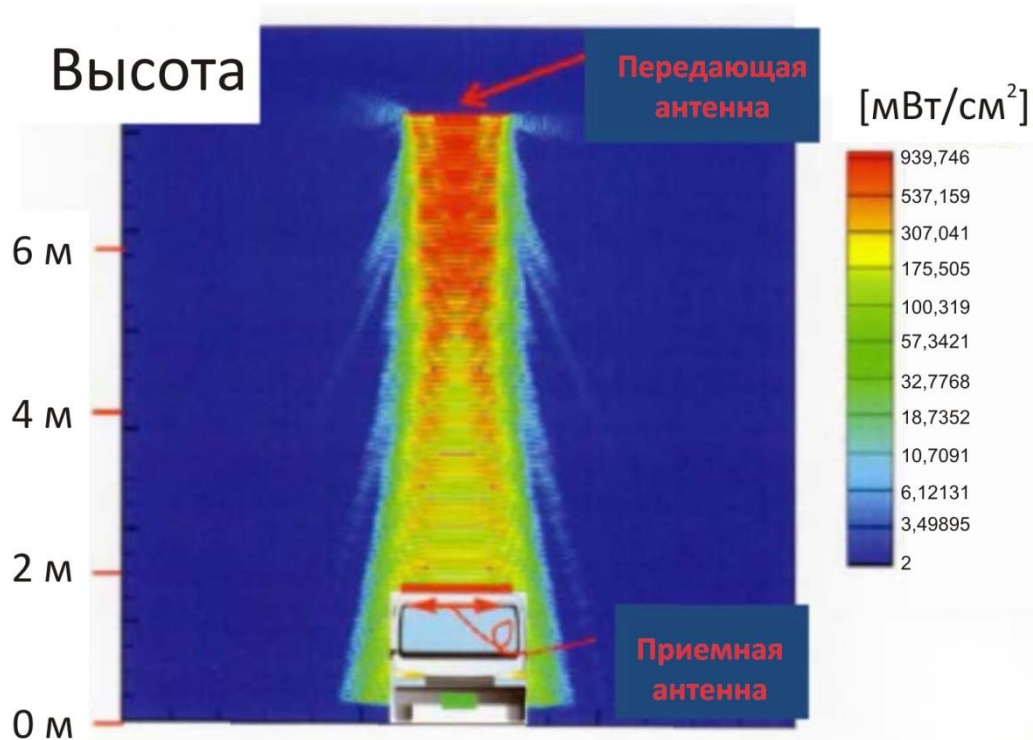 Высота
Передающая
антенна
[мВт/см²]
939,746
537,159
307,041
175,505
100,319
57,3421
32,7768
18,7352
10,7091
6,12131
3,49895
2
6 м
4 м
2 м
0 м
Приемная
антенна